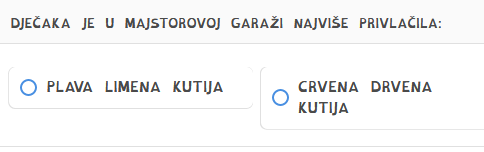 DJEČAKA JE U MAJSTOROVOJ GARAŽI NAJVIŠE PRIVLAČILA:
PLAVA LIMENA KUTIJA
CRVENA DRVENA
KUTIJA